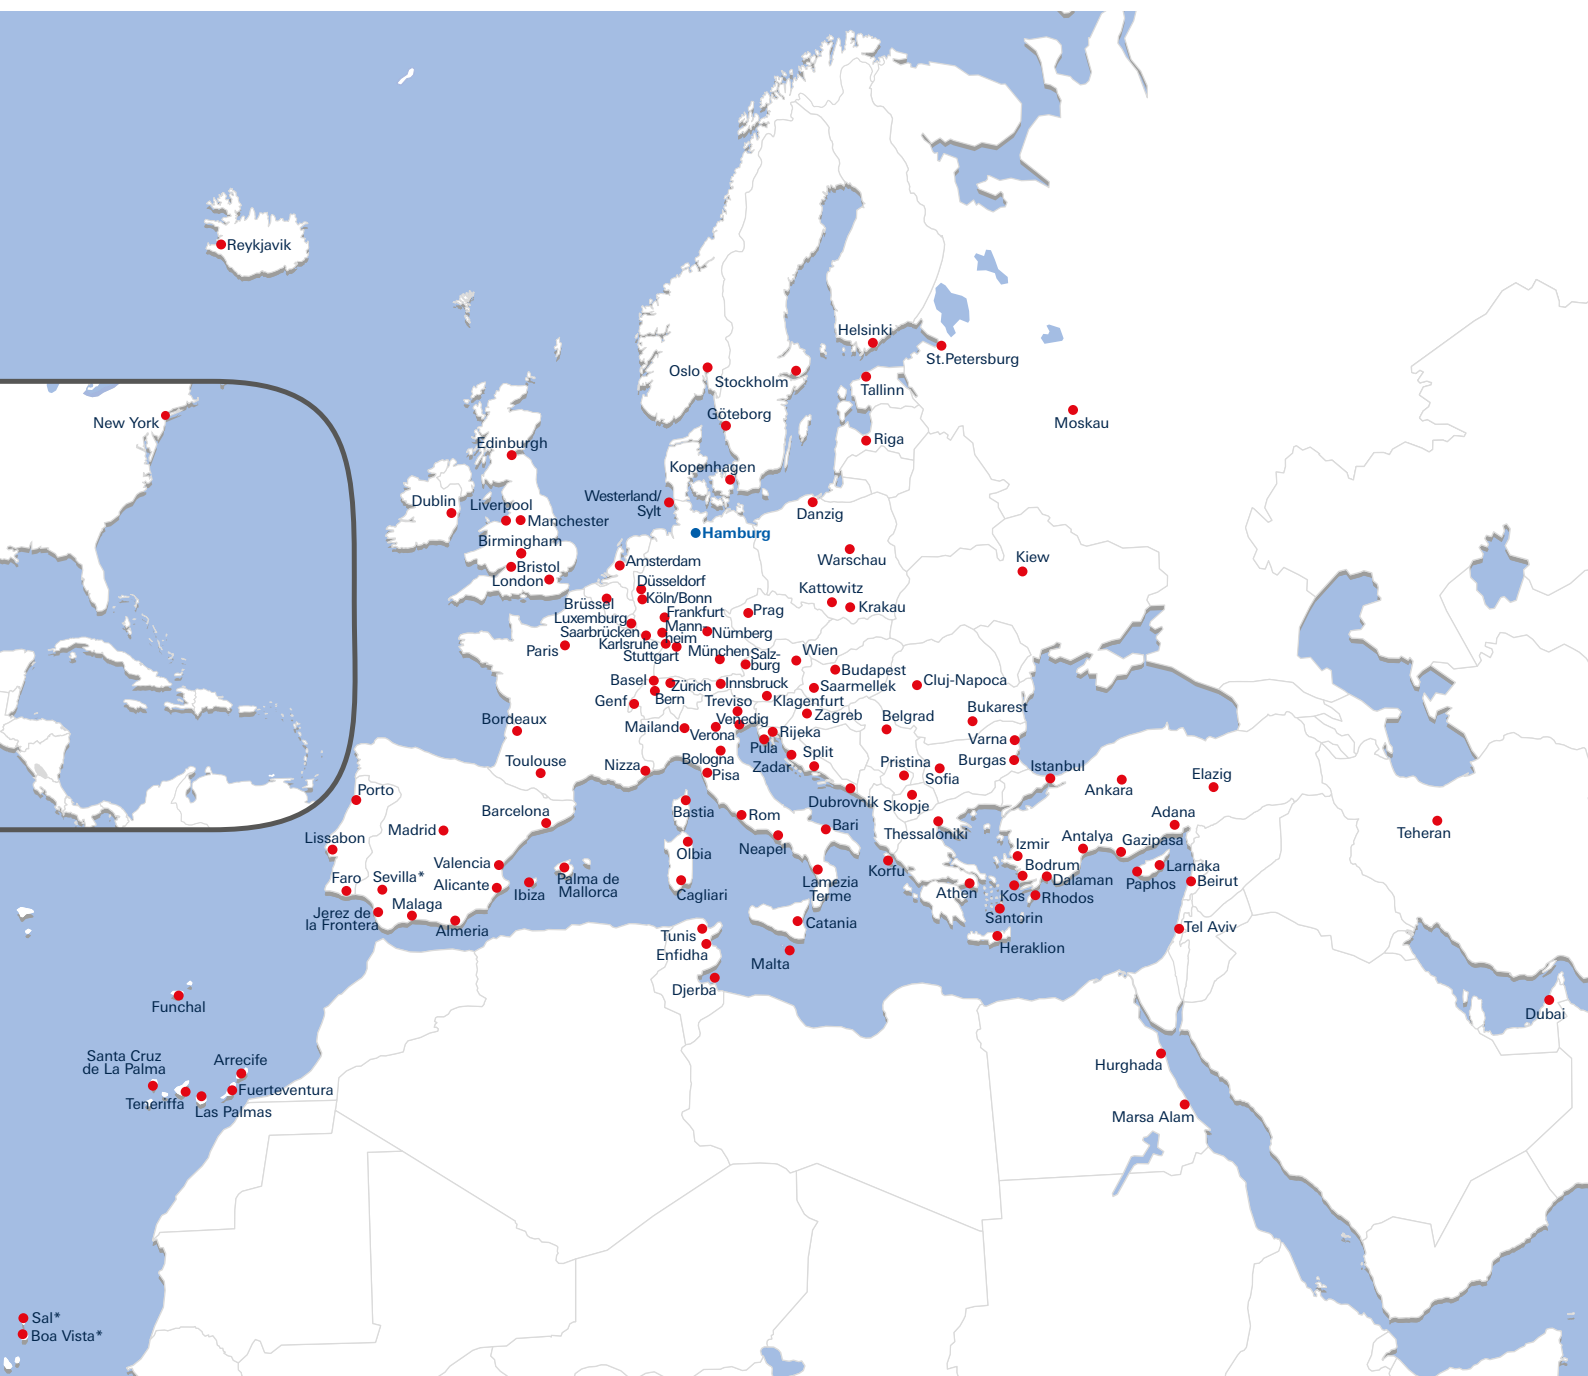 Reykjavik
Helsinki
St.Petersburg
Oslo
Stockholm
Tallinn
New York
Göteborg
Moskau
Riga
Edinburgh
Kopenhagen
Westerland/
Sylt
Dublin
Liverpool
Manchester
Danzig
Hamburg
Birmingham
Warschau
Kiew
Amsterdam
Bristol
London
Düsseldorf
Köln/Bonn
Kattowitz
Krakau
Brüssel
Luxemburg
Frankfurt
Prag
Saarbrücken
Mann-
heim
Nürnberg
Karlsruhe
Paris
Stuttgart
München
Salz-
burg
Wien
Budapest
Basel
Zürich
Innsbruck
Saarmellek
Cluj-Napoca
Genf
Bern
Treviso
Klagenfurt
Bordeaux
Mailand
Verona
Venedig
Zagreb
Belgrad
Bukarest
Rijeka
Pula
Varna
Toulouse
Nizza
Bologna
Pisa
Zadar
Split
Pristina
Sofia
Burgas
Istanbul
Ankara
Elazig
Porto
Barcelona
Bastia
Rom
Dubrovnik
Skopje
Adana
Madrid
Bari
Thessaloniki
Teheran
Lissabon
Neapel
Olbia
Izmir
Antalya
Gazipasa
Valencia
Korfu
Bodrum
Larnaka
Faro
Sevilla*
Alicante
Ibiza
Palma de
Mallorca
Cagliari
Lamezia
Terme
Athen
Kos
Dalaman
Rhodos
Paphos
Beirut
Jerez de
la Frontera
Malaga
Almeria
Santorin
Catania
Tunis
Tel Aviv
Enfidha
Malta
Heraklion
Djerba
Funchal
Dubai
Santa Cruz
de La Palma
Arrecife
Hurghada
Fuerteventura
Teneriffa
Las Palmas
Marsa Alam
Sal*
Boa Vista*